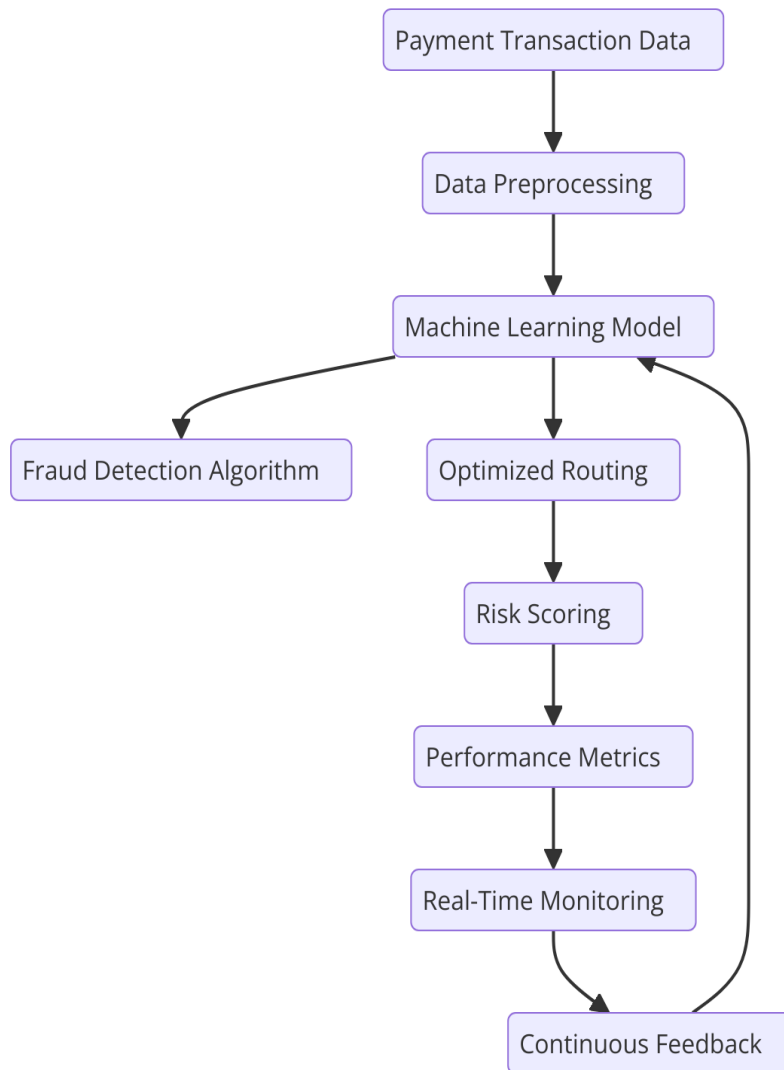 Payment Transaction Data
Data Preprocessing
Machine Learning Model
Fraud Detection Algorithm
Optimized Routing
Risk Scoring
Performance Metrics
Real-Time Monitoring
Continuous Feedback